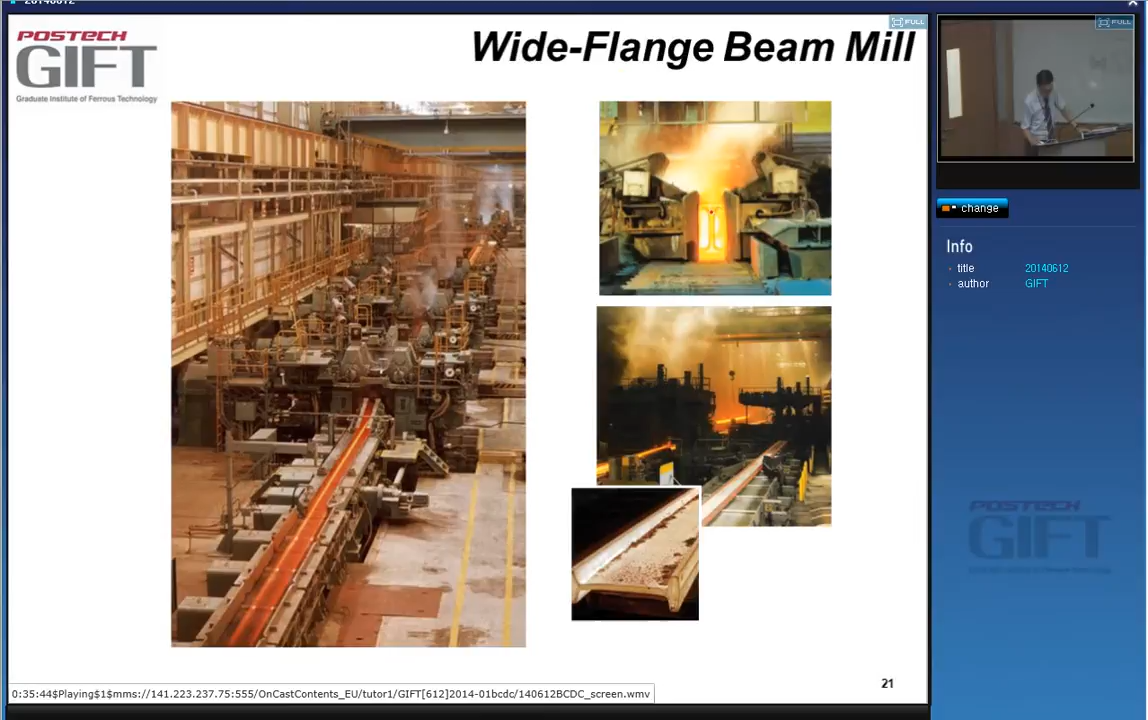 20140612
POSTECH
GIFT
Graduate Institute of Ferrous Technology
Wide-Flange Beam Mill
FULL
FULL
change
Info
title 20140612
author GIFT
POSTECH
GIFT
21
0:35:44$Playing$1$mms://141.223.237.75:555/OnCastContents_EU/tutor1/GIFT[612]2014-01bcdc/140612BCDC_screen.wmv